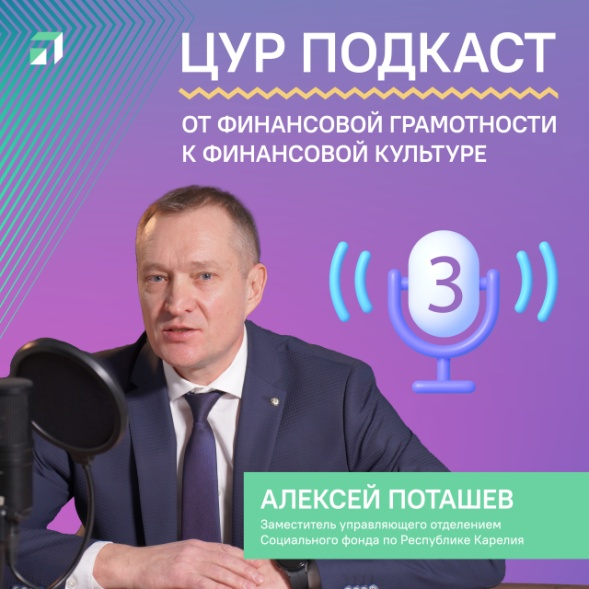 ЦУР ПОДКАСТ
ОТ ФИНАНСОВОЙ ГРАМОТНОСТИ
К ФИНАНСОВОЙ КУЛЬТУРЕ
3
АЛЕКСЕЙ ПОТАШЕВ
Заместитель управляющего отделением
Социального фонда по Республике Карелия